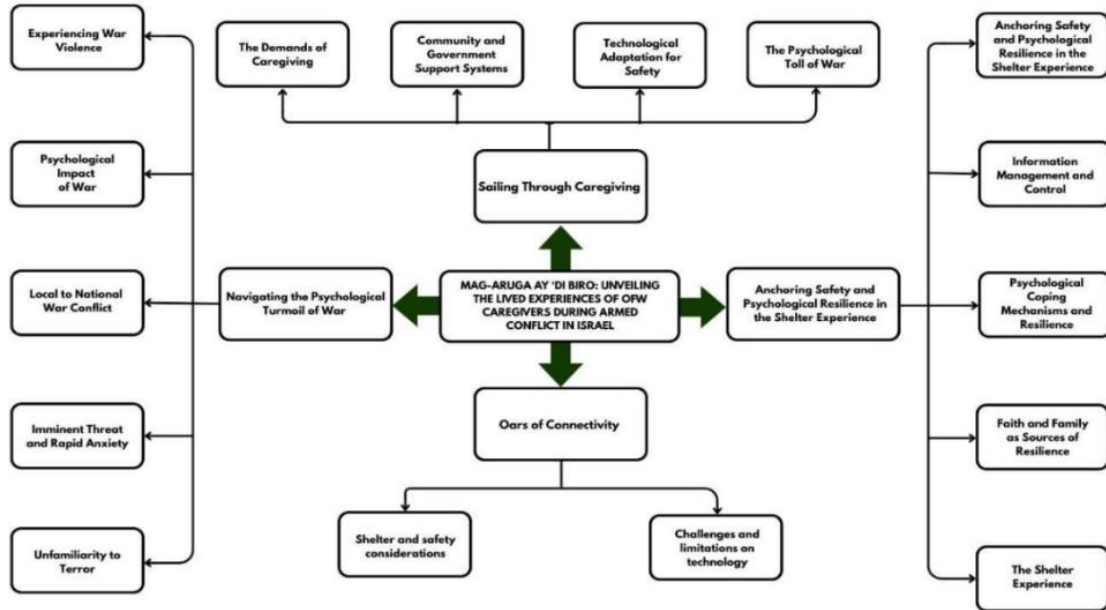 Experiencing War
Violence
The Demands of
Caregiving
Community and
Government
Support Systems
Technological
Adaptation for
Safety
The Psychological
Toll of War
Anchoring Safety
and Psychological
Resilience in the
Shelter Experience
Psychological
Impact
of War
Sailing Through Caregiving
Information
Management and
Control
Local to National
War Conflict
Navigating the Psychological
Turmoil of War
MAG-ARUGA AY 'DI BIRO: UNVEILING
THE LIVED EXPERIENCES OF OFW
CAREGIVERS DURING ARMED
CONFLICT IN ISRAEL
Anchoring Safety and
Psychological Resilience in
the Shelter Experience
Psychological
Coping
Mechanisms and
Resilience
Imminent Threat
and Rapid Anxiety
Oars of Connectivity
Faith and Family
as Sources of
Resilience
Unfamiliarity to
Terror
Shelter and safety
considerations
Challenges and
limitations on
technology
The Shelter
Experience